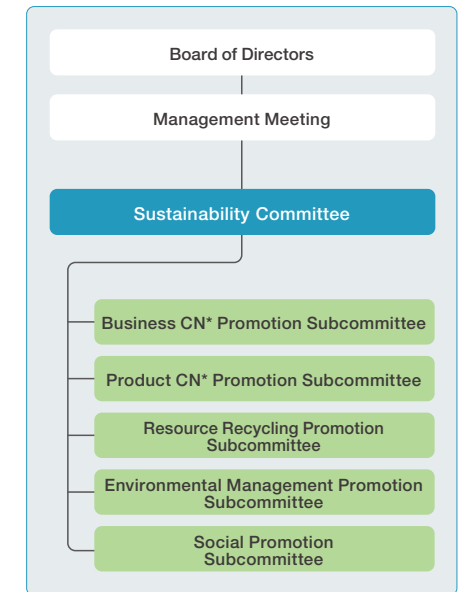 Board of Directors
Management Meeting
Sustainability Committee
Business CN* Promotion Subcommittee
Product CN* Promotion Subcommittee
Resource Recycling Promotion
Subcommittee
Environmental Management Promotion
Subcommittee
Social Promotion
Subcommittee